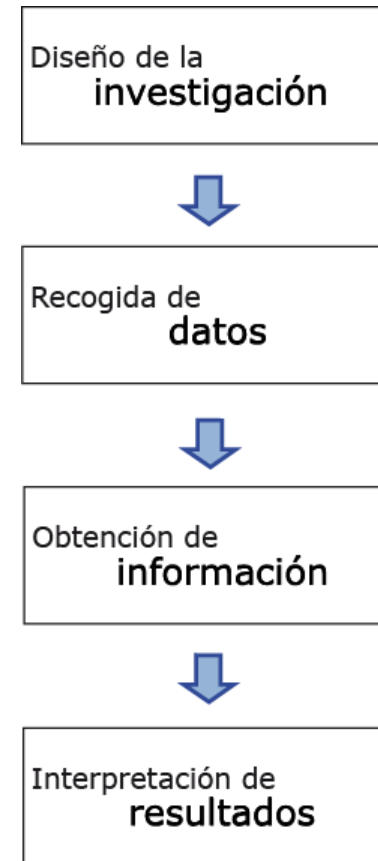 Diseño de la
investigación
Recogida de
datos
Obtención de
información
Interpretación de
resultados